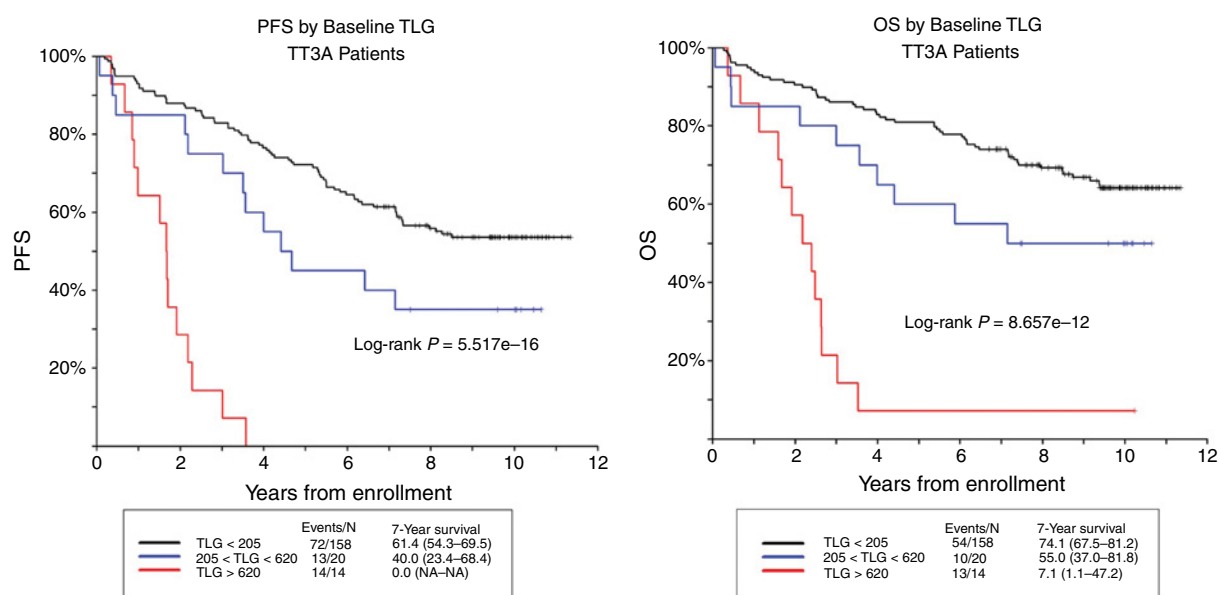 PFS by Baseline TLG
TT3A Patients
100%
80%
60%
40%
20%
PFS
Log-rank P = 5.517e–16
0 2 4 6 8 10 12
Years from enrollment
Events/N 7-Year survival
TLG < 205 72/158 61.4 (54.3–69.5)
205 < TLG < 620 13/20 40.0 (23.4–68.4)
TLG > 620 14/14 0.0 (NA–NA)
OS by Baseline TLG
TT3A Patients
100%
80%
60%
40%
20%
OS
Log-rank P = 8.657e–12
0 2 4 6 8 10 12
Years from enrollment
Events/N 7-Year survival
TLG < 205 54/158 74.1 (67.5–81.2)
205 < TLG < 620 10/20 55.0 (37.0–81.8)
TLG > 620 13/14 7.1 (1.1–47.2)